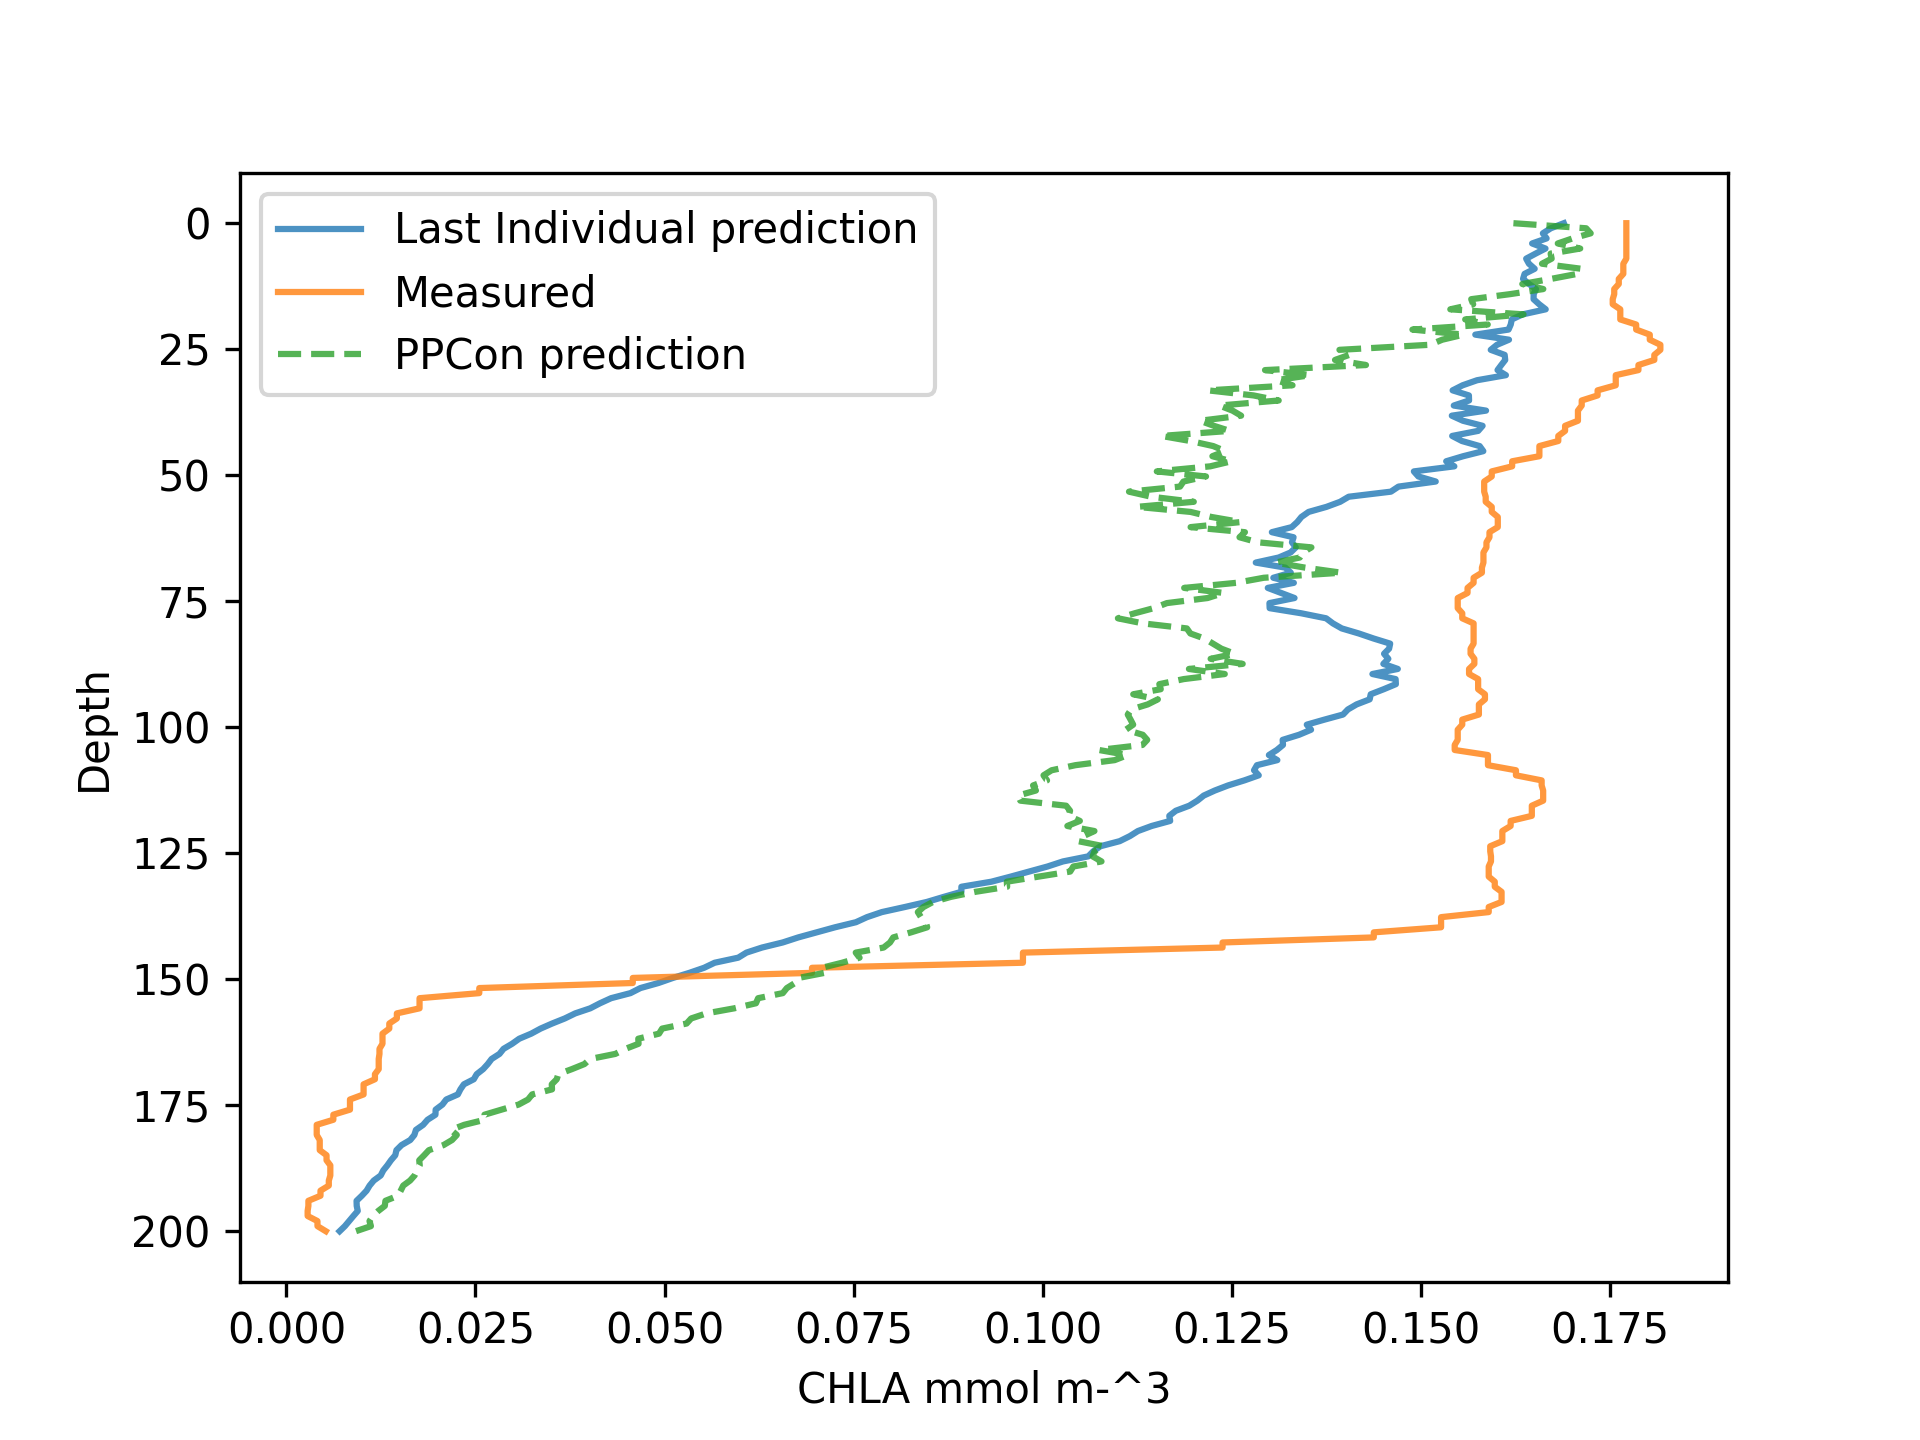 Last Individual prediction
Measured
PPCon prediction
0
25
50
75
100
125
150
175
200
Depth
0.000 0.025 0.050 0.075 0.100 0.125 0.150 0.175
CHLA mmol m-^3